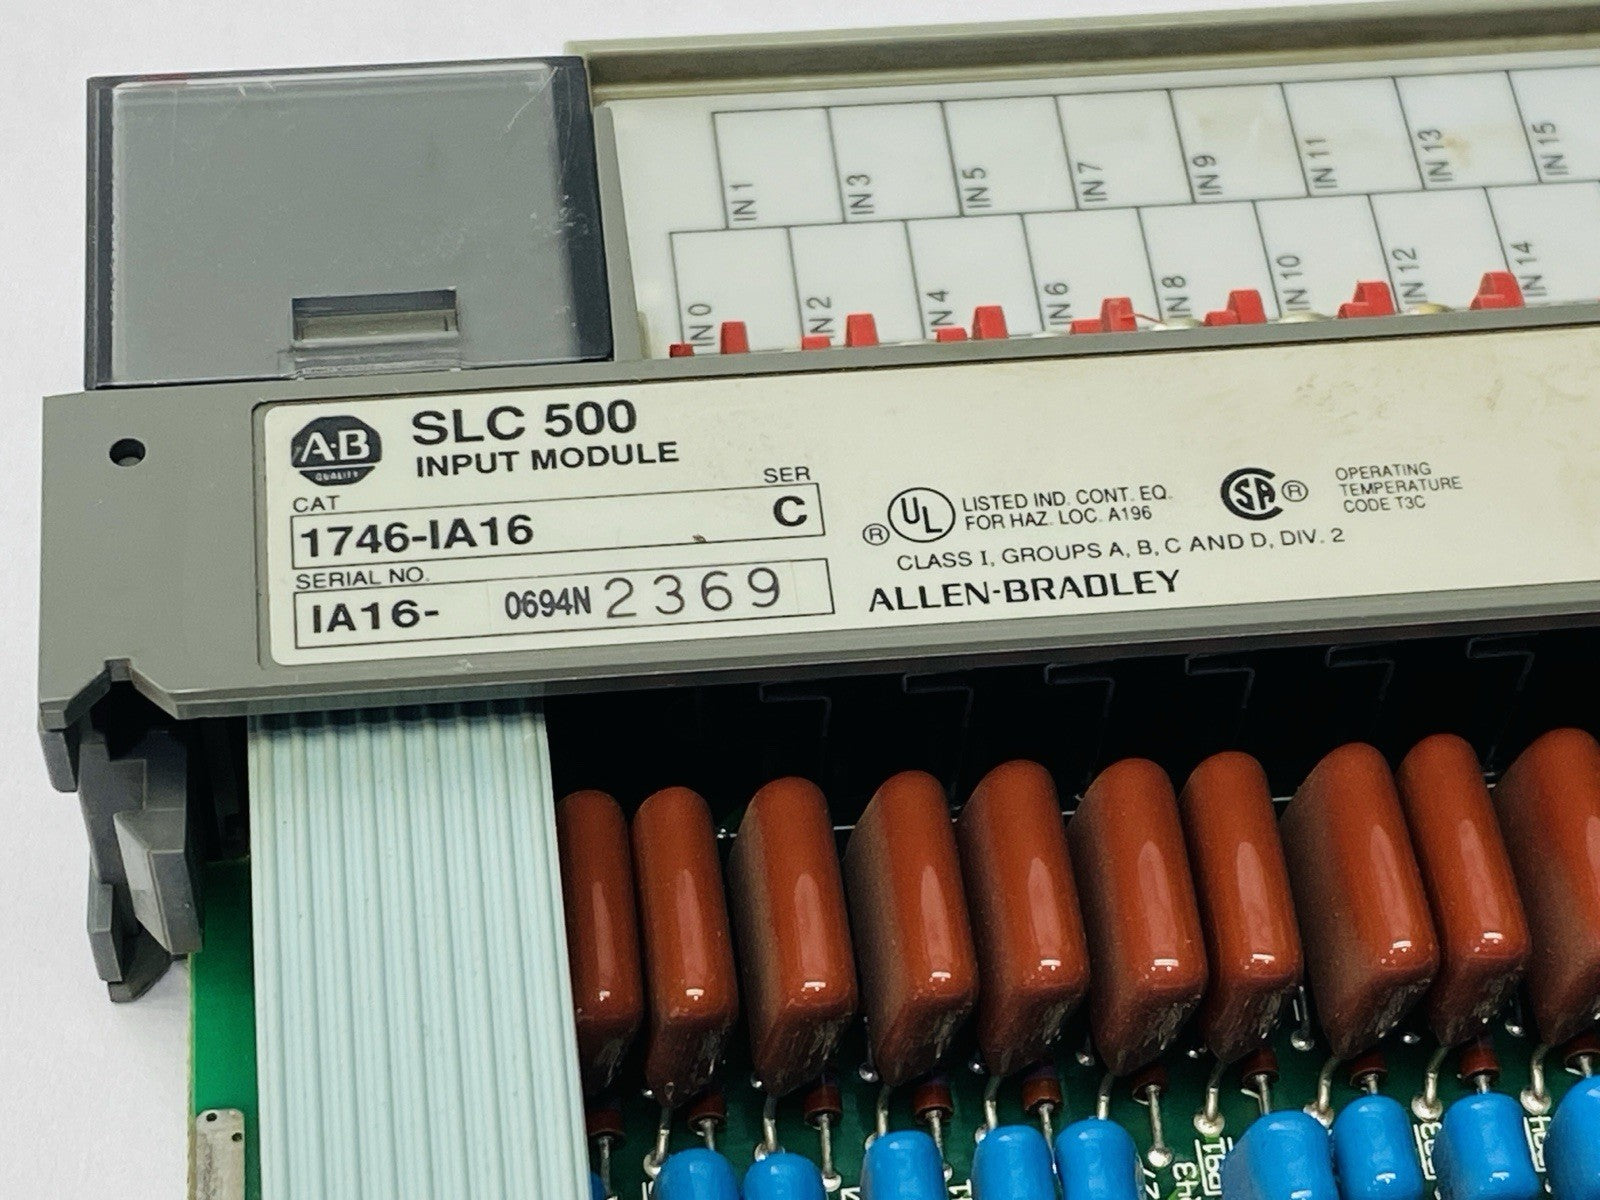 IN 1
IN 3
IN 5
IN 7
IN 9
IN 11
IN 13
IN 15
IN 0
IN 2
IN 4
IN 6
IN 8
IN 10
IN 12
IN 14
A-B
QUALITY
SLC 500
INPUT MODULE
CAT
SER
1746-IA16
C
SERIAL NO.
IA16- 0694N 2369
® UL
LISTED IND. CONT. EQ.
FOR HAZ. LOC. A196
SA ®
OPERATING
TEMPERATURE
CODE T3C
CLASS I, GROUPS A, B, C AND D, DIV. 2
ALLEN-BRADLEY